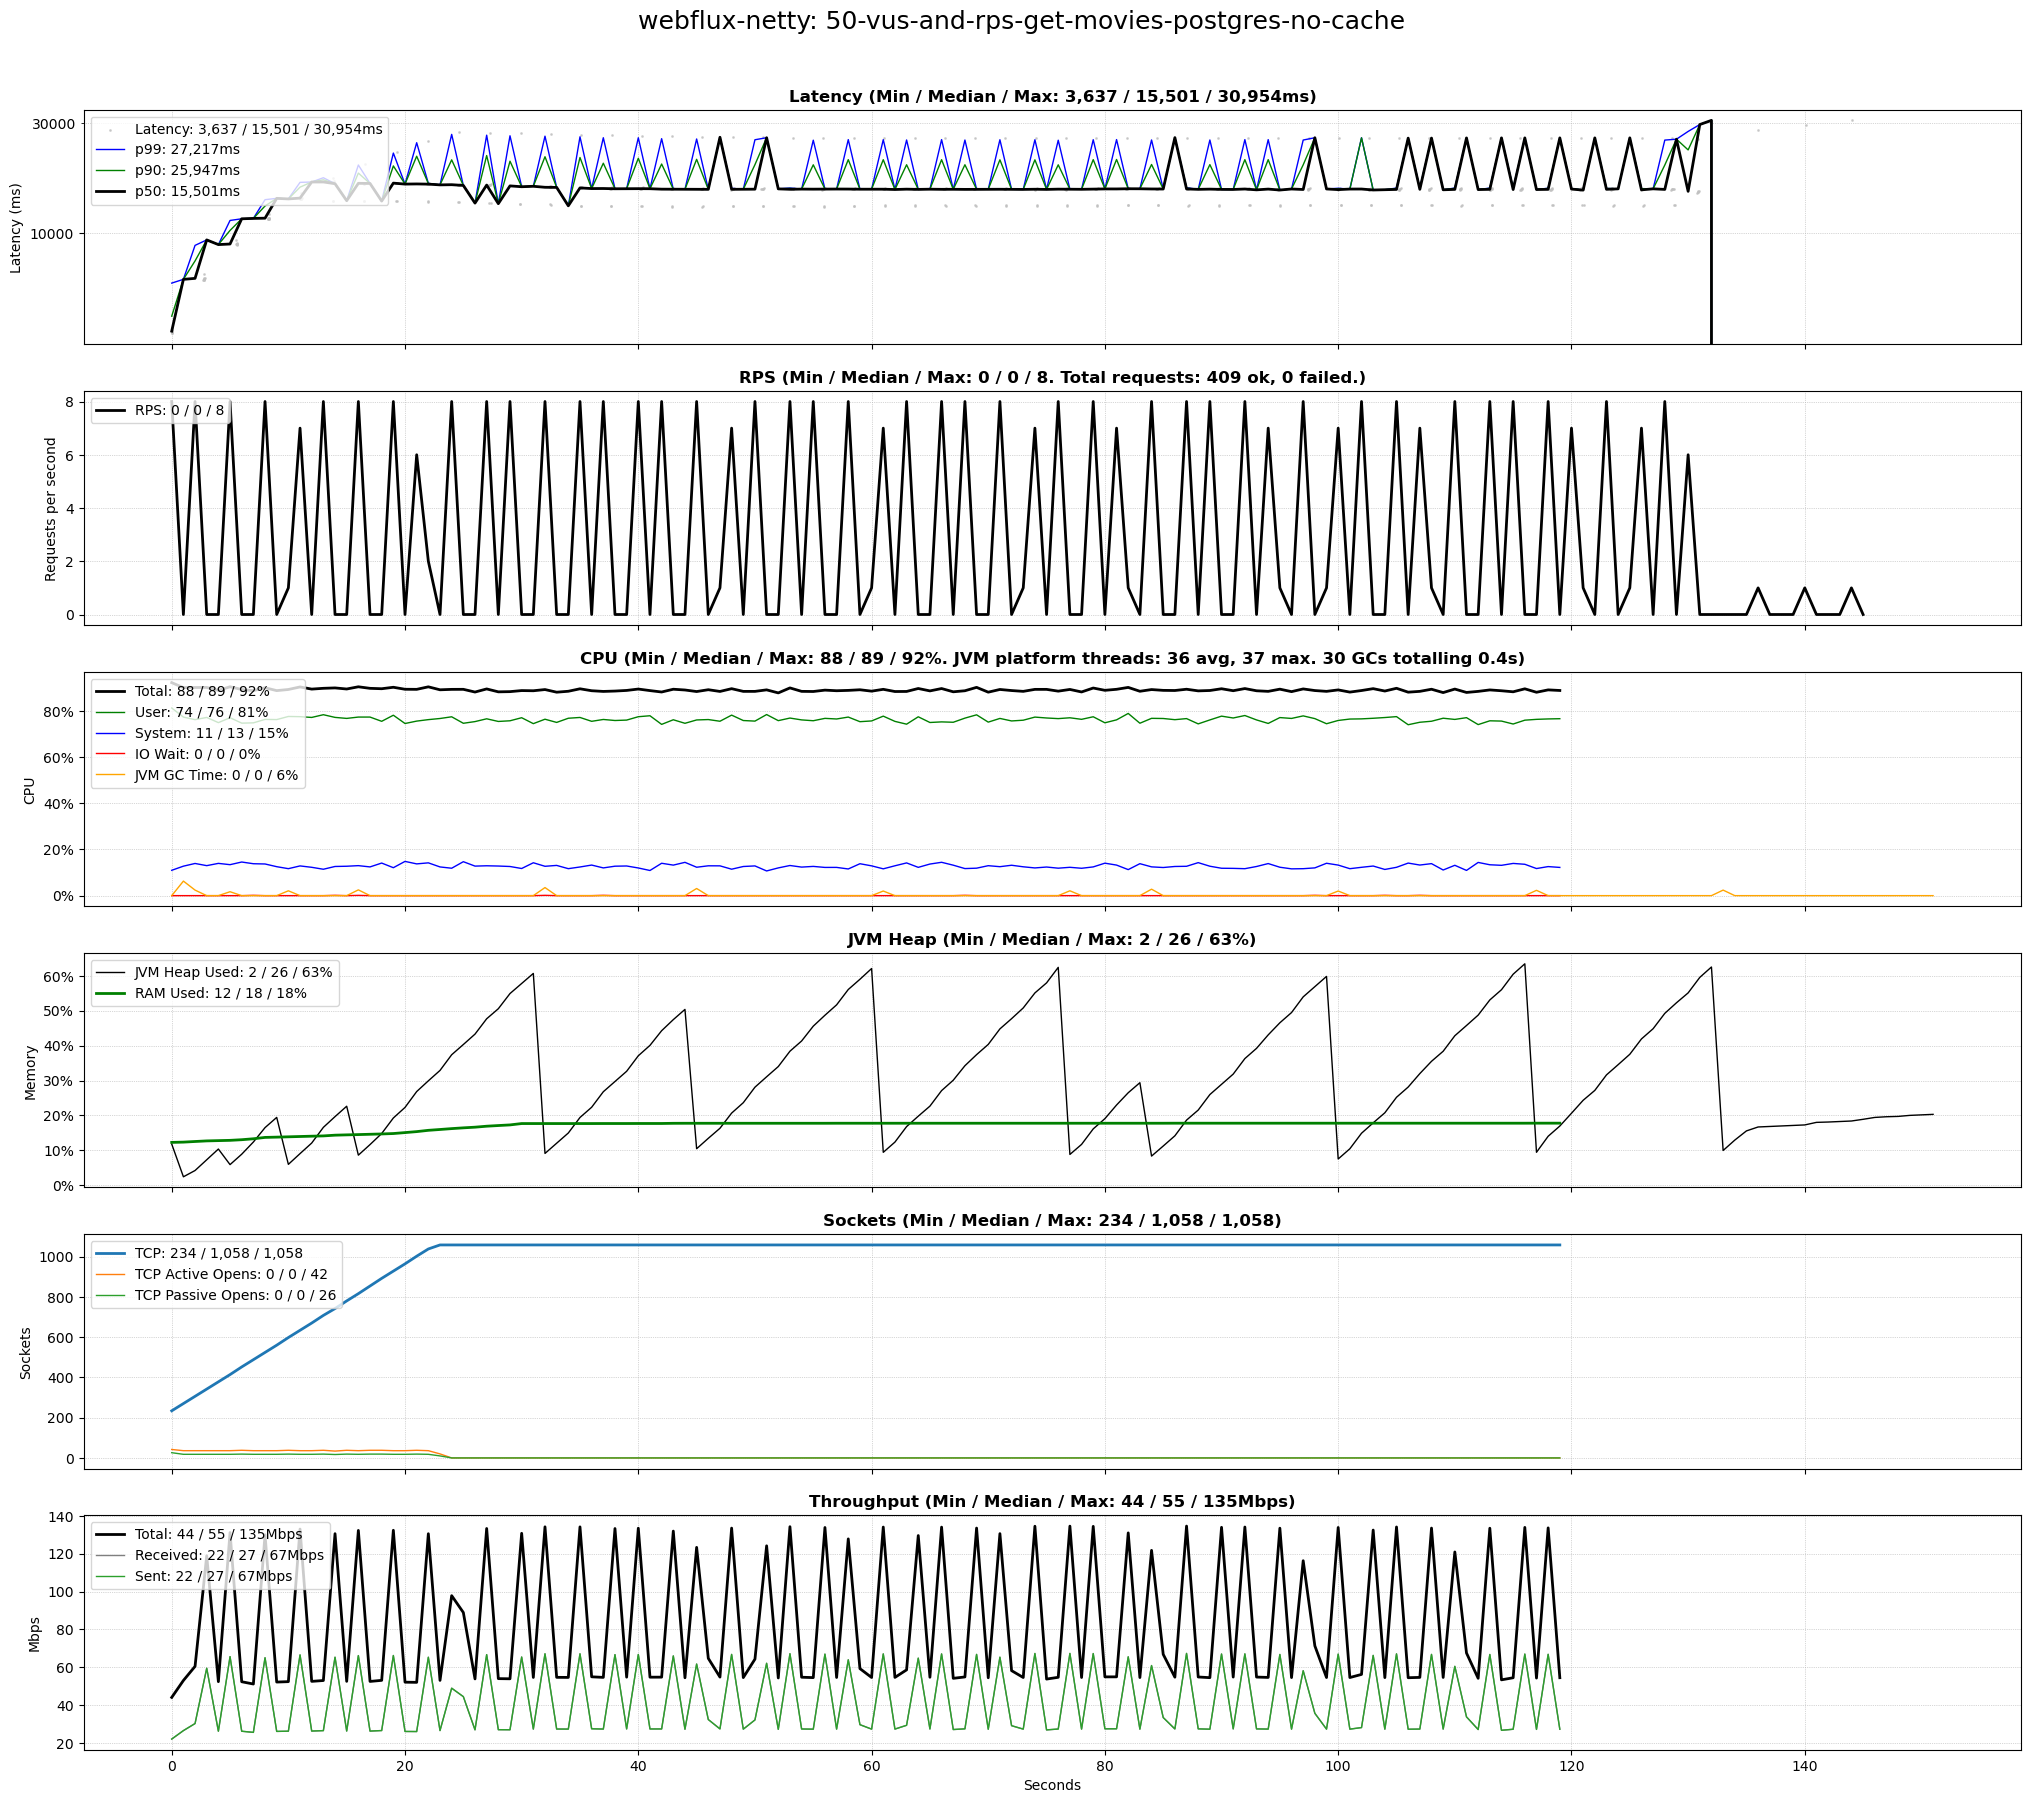 webflux-netty: 50-vus-and-rps-get-movies-postgres-no-cache
Latency (Min / Median / Max: 3,637 / 15,501 / 30,954ms)
Latency (ms)
30000
10000
Latency: 3,637 / 15,501 / 30,954ms
p99: 27,217ms
p90: 25,947ms
p50: 15,501ms
RPS (Min / Median / Max: 0 / 0 / 8. Total requests: 409 ok, 0 failed.)
Requests per second
8
6
4
2
0
RPS: 0 / 0 / 8
CPU (Min / Median / Max: 88 / 89 / 92%. JVM platform threads: 36 avg, 37 max. 30 GCs totalling 0.4s)
CPU
80%
60%
40%
20%
0%
Total: 88 / 89 / 92%
User: 74 / 76 / 81%
System: 11 / 13 / 15%
IO Wait: 0 / 0 / 0%
JVM GC Time: 0 / 0 / 6%
JVM Heap (Min / Median / Max: 2 / 26 / 63%)
Memory
60%
50%
40%
30%
20%
10%
0%
JVM Heap Used: 2 / 26 / 63%
RAM Used: 12 / 18 / 18%
Sockets (Min / Median / Max: 234 / 1,058 / 1,058)
Sockets
1000
800
600
400
200
0
TCP: 234 / 1,058 / 1,058
TCP Active Opens: 0 / 0 / 42
TCP Passive Opens: 0 / 0 / 26
Throughput (Min / Median / Max: 44 / 55 / 135Mbps)
Mbps
140
120
100
80
60
40
20
Total: 44 / 55 / 135Mbps
Received: 22 / 27 / 67Mbps
Sent: 22 / 27 / 67Mbps
0 20 40 60 80 100 120 140
Seconds